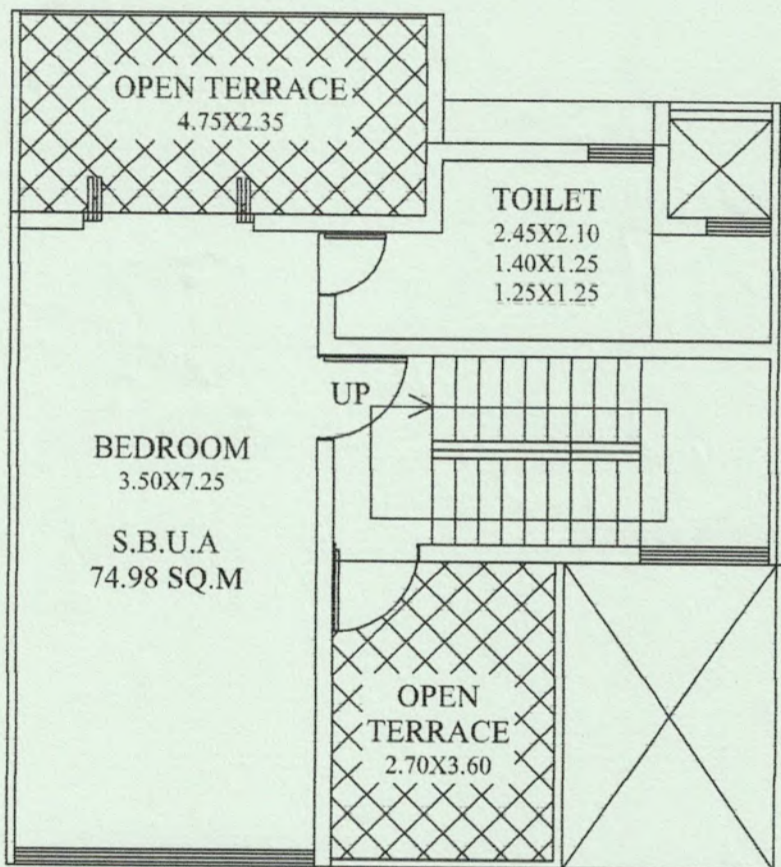 OPEN TERRACE
4.75X2.35
TOILET
2.45X2.10
1.40X1.25
1.25X1.25
UP
BEDROOM
3.50X7.25
S.B.U.A
74.98 SQ.M
OPEN
TERRACE
2.70X3.60